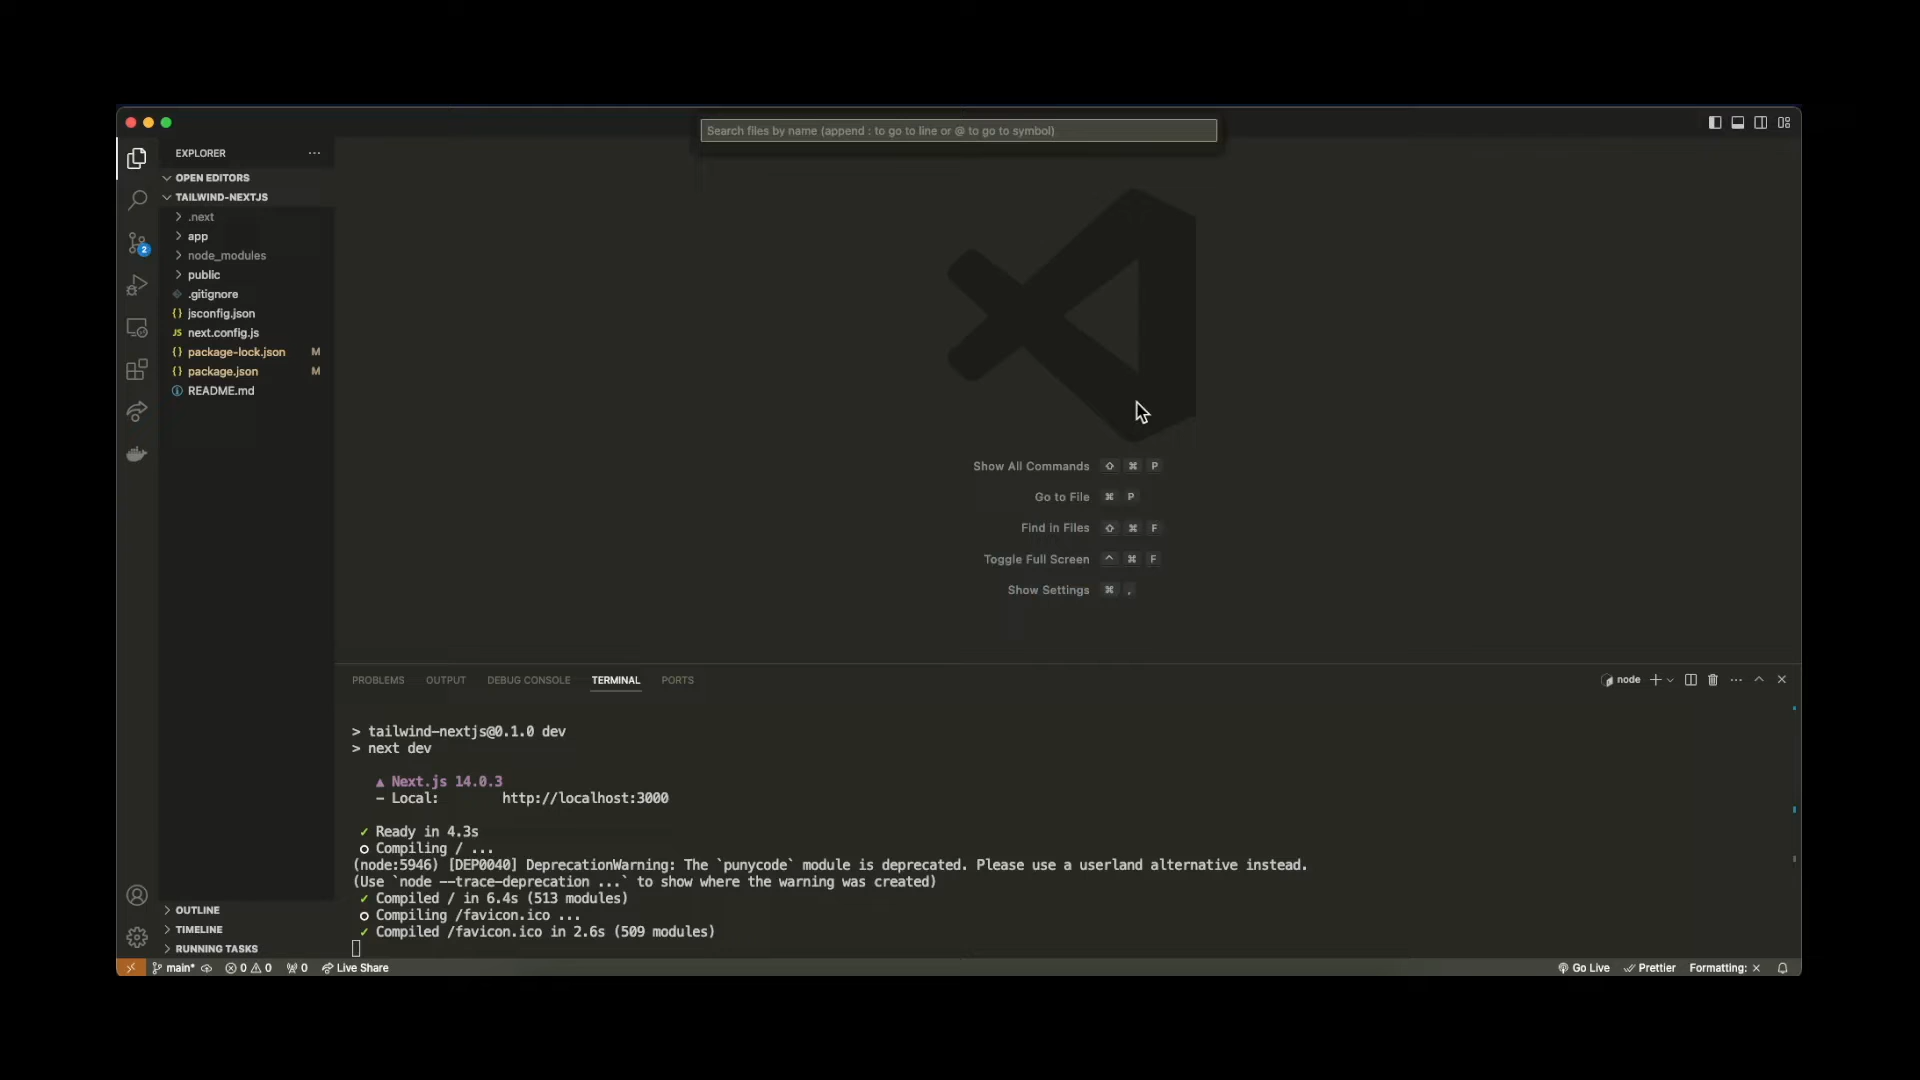 Search files by name (append : to go to line or @ to go to symbol)
EXPLORER
OPEN EDITORS
TAILWIND-NEXTJS
.next
app
node_modules
public
.gitignore
{} jsconfig.json
JS next.config.js
{} package-lock.json M
{} package.json M
README.md
2
Show All Commands ⇧ ⌘ P
Go to File ⌘ P
Find in Files ⇧ ⌘ F
Toggle Full Screen ^ ⌘ F
Show Settings ⌘ ,
PROBLEMS OUTPUT DEBUG CONSOLE TERMINAL PORTS
node
> tailwind-nextjs@0.1.0 dev
> next dev
▲ Next.js 14.0.3
- Local: http://localhost:3000
✓ Ready in 4.3s
○ Compiling / ...
(node:5946) [DEP0040] DeprecationWarning: The `punycode` module is deprecated. Please use a userland alternative instead.
(Use `node --trace-deprecation ...` to show where the warning was created)
✓ Compiled / in 6.4s (513 modules)
○ Compiling /favicon.ico ...
✓ Compiled /favicon.ico in 2.6s (509 modules)
OUTLINE
TIMELINE
RUNNING TASKS
main* 0 0 0 Live Share
Go Live Prettier Formatting: ×